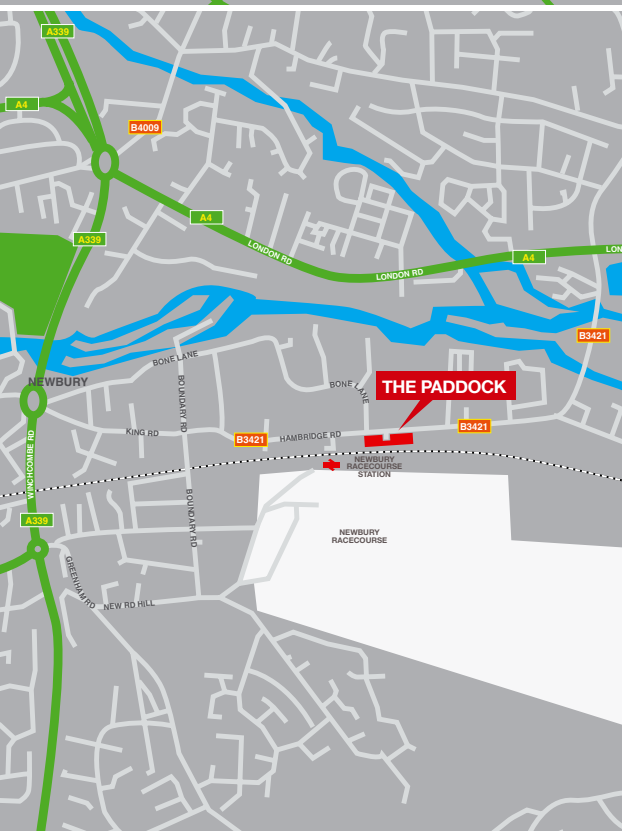 A339
A4
B4009
A4
A339
LONDON RD
LONDON RD
A4
LON
B3421
BONE LANE
NEWBURY
BOUNDARY RD
BONE LANE
THE PADDOCK
KING RD
B3421
HAMBRIDGE RD
B3421
WINCHCOMBE RD
NEWBURY
RACECOURSE
STATION
A339
BOUNDARY RD
NEWBURY
RACECOURSE
GREENHAM RD
NEW RD HILL